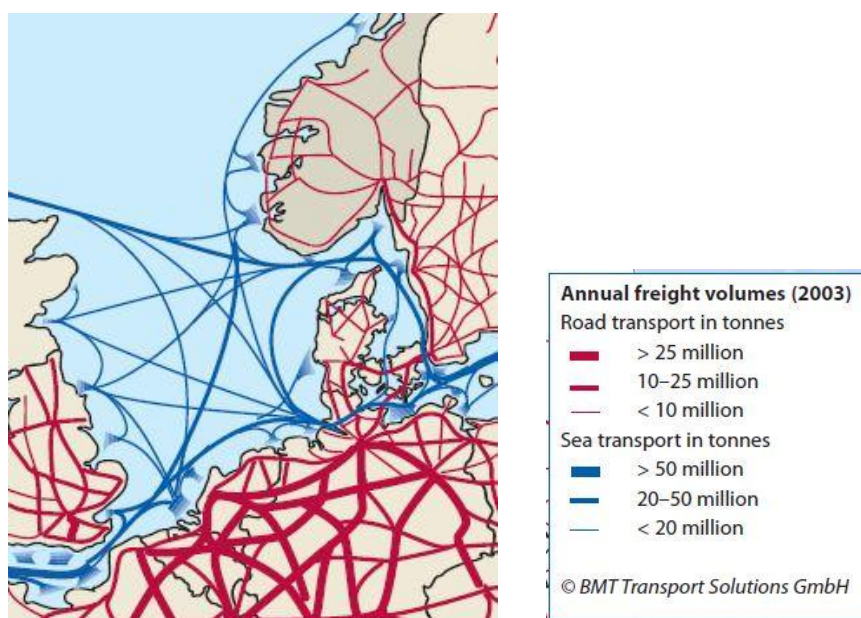 Annual freight volumes (2003)
Road transport in tonnes
> 25 million
10–25 million
< 10 million
Sea transport in tonnes
> 50 million
20–50 million
< 20 million
© BMT Transport Solutions GmbH